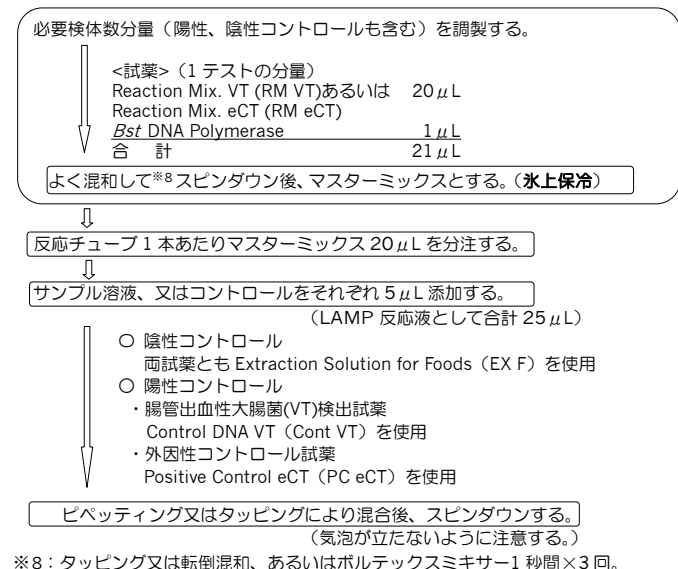 必要検体数分量（陽性、陰性コントロールも含む）を調製する。
<試薬>（1 テストの分量）
Reaction Mix. VT (RM VT)あるいは 20μL
Reaction Mix. eCT (RM eCT)
Bst DNA Polymerase 1μL
合 計 21μL
よく混和して※8スピンダウン後、マスターミックスとする。（氷上保冷）
反応チューブ 1 本あたりマスターミックス 20μL を分注する。
サンプル溶液、又はコントロールをそれぞれ 5μL 添加する。
（LAMP 反応液として合計 25μL）
○ 陰性コントロール
両試薬とも Extraction Solution for Foods（EX F）を使用
○ 陽性コントロール
・腸管出血性大腸菌(VT)検出試薬
Control DNA VT（Cont VT）を使用
・外因性コントロール試薬
Positive Control eCT（PC eCT）を使用
ピペッティング又はタッピングにより混合後、スピンダウンする。
（気泡が立たないように注意する。）
※8：タッピング又は転倒混和、あるいはボルテックスミキサー1 秒間×3 回。